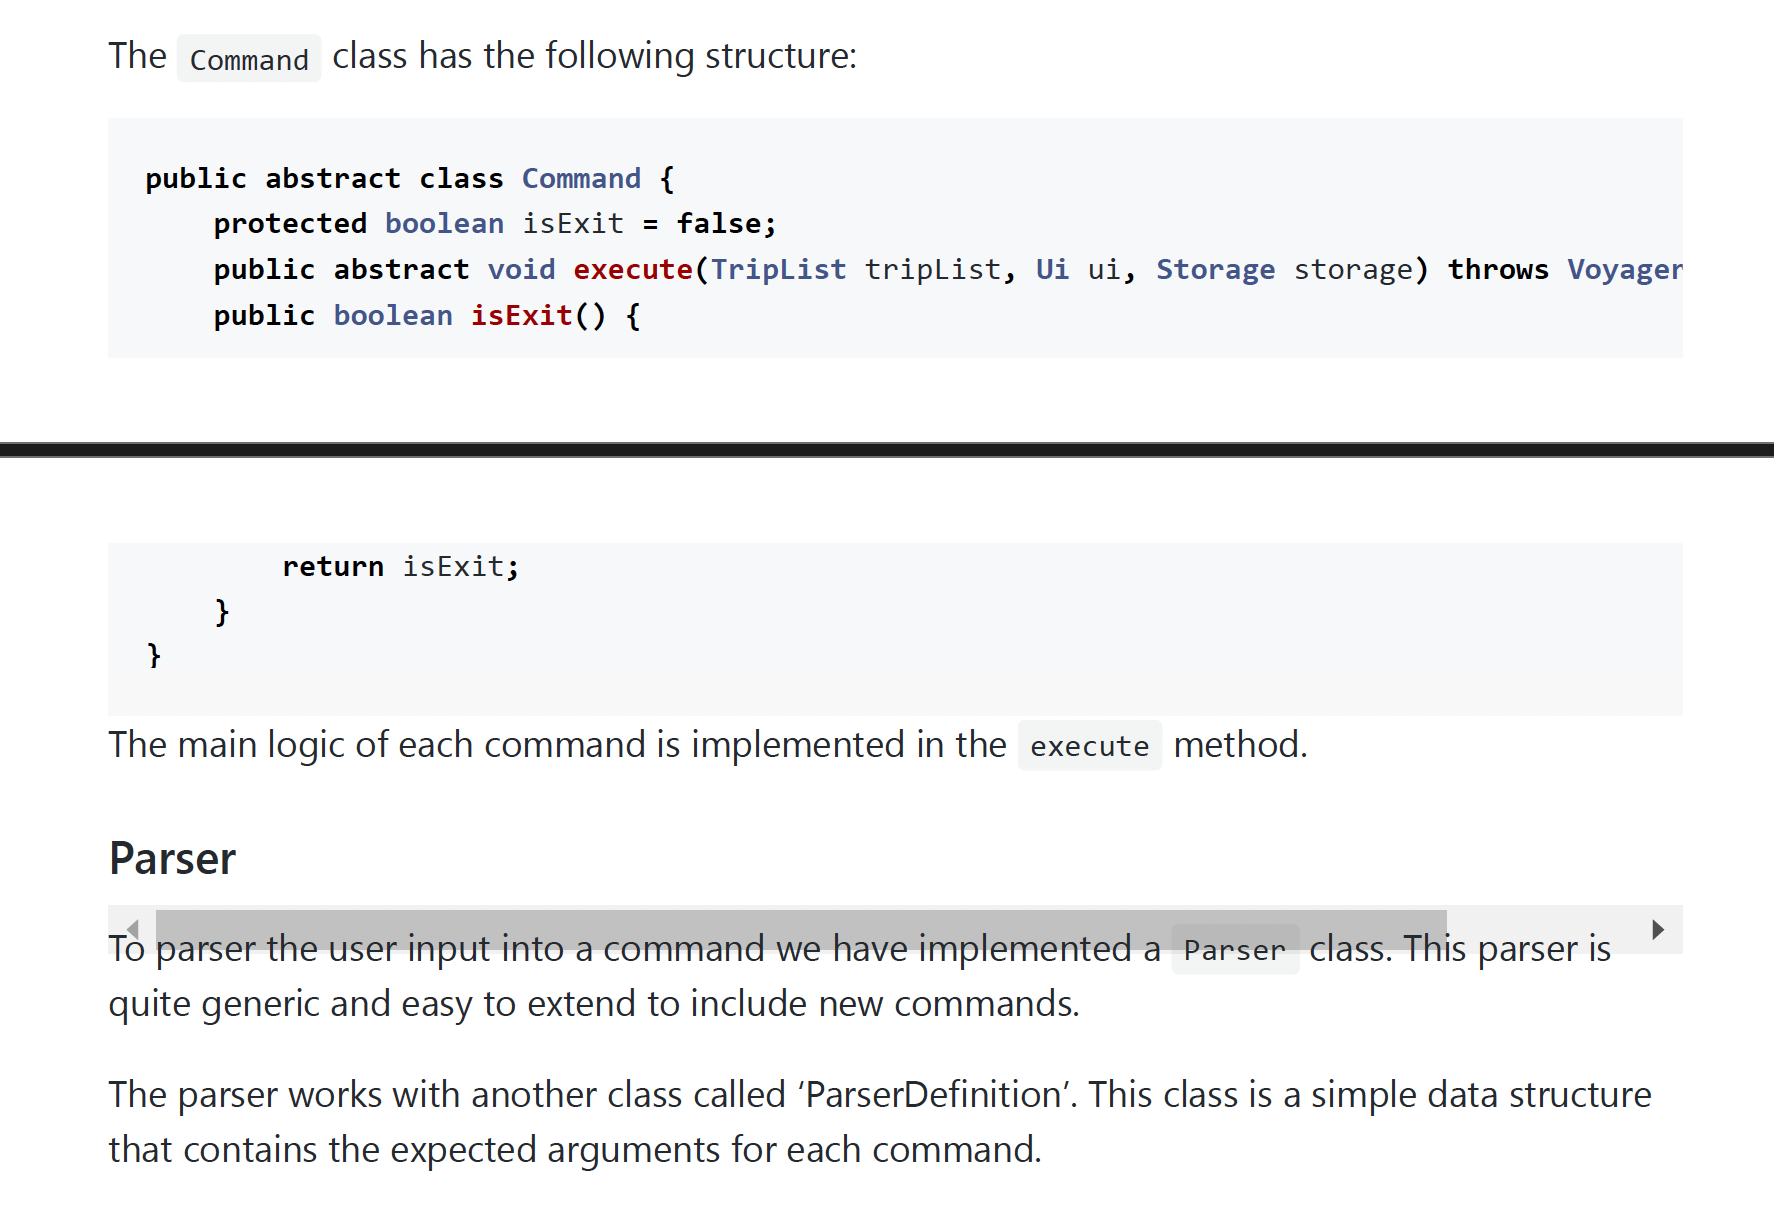 The Command class has the following structure:
public abstract class Command {
protected boolean isExit = false;
public abstract void execute(TripList tripList, Ui ui, Storage storage) throws Voyager
public boolean isExit() {
return isExit;
}
}
The main logic of each command is implemented in the execute method.
Parser
To parser the user input into a command we have implemented a Parser class. This parser is
quite generic and easy to extend to include new commands.
The parser works with another class called ‘ParserDefinition’. This class is a simple data structure
that contains the expected arguments for each command.